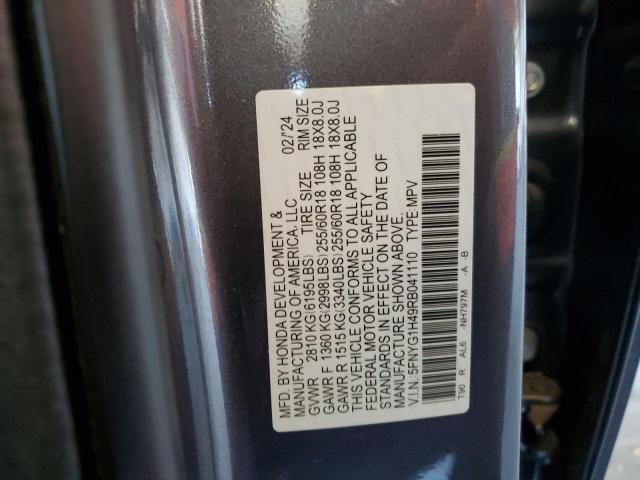 MFD. BY HONDA DEVELOPMENT &
MANUFACTURING OF AMERICA, LLC 02/'24
GVWR 2810 KG(6195LBS) TIRE SIZE RIM SIZE
GAWR F 1360 KG(2998LBS) 255/60R18 108H 18X8.0J
GAWR R 1515 KG(3340LBS) 255/60R18 108H 18X8.0J
THIS VEHICLE CONFORMS TO ALL APPLICABLE
FEDERAL MOTOR VEHICLE SAFETY
STANDARDS IN EFFECT ON THE DATE OF
MANUFACTURE SHOWN ABOVE.
V.I.N.: 5FNYG1H49RB041110 TYPE: MPV
T90 R AL6 -NH797M -A -B